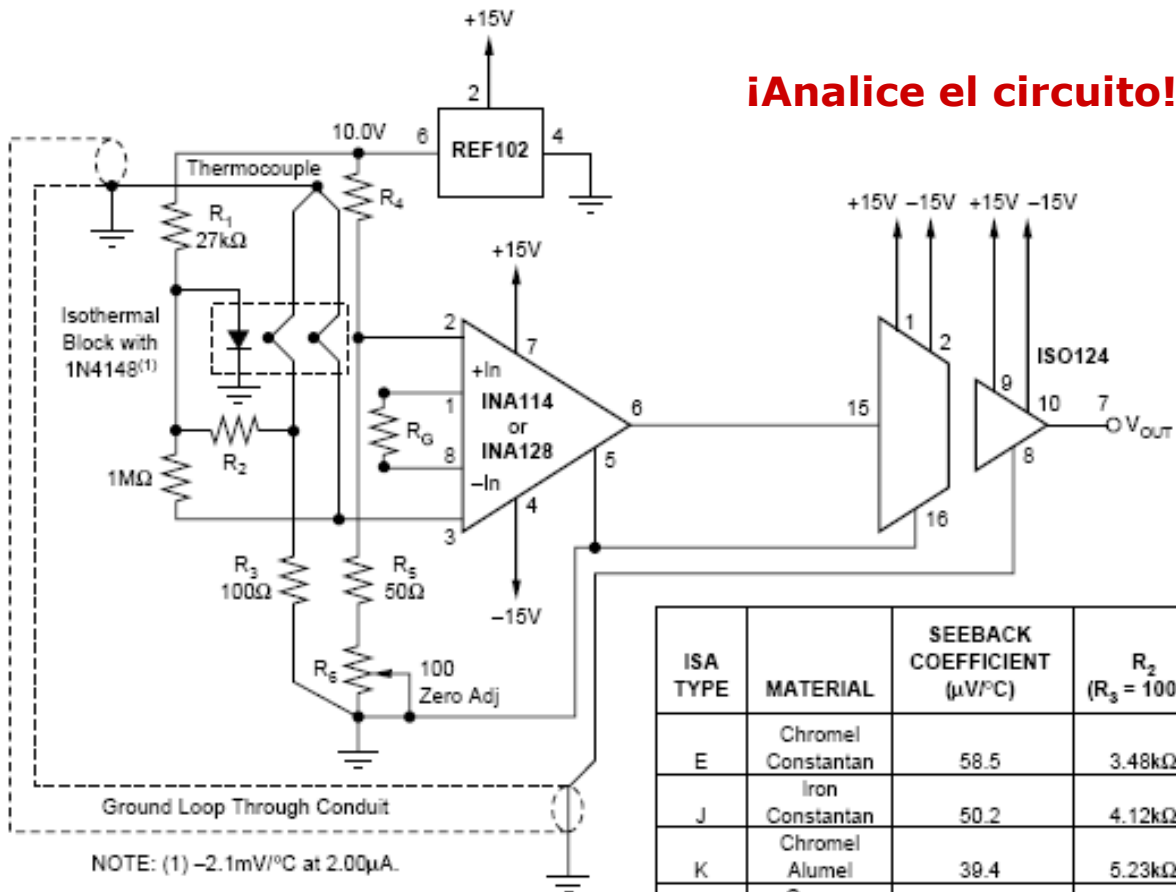 +15V
¡Analice el circuito!
2
10.0V
6
REF102
4
Thermocouple
R1
27kΩ
R4
+15V
+15V –15V +15V –15V
Isothermal
Block with
1N4148(1)
2
7
+In
1
INA114
or
INA128
RG
8
–In
3
4
5
6
1
2
ISO124
9
10
7
VOUT
15
8
16
R2
1MΩ
R3
100Ω
R5
50Ω
–15V
R6
100
Zero Adj
Ground Loop Through Conduit
NOTE: (1) –2.1mV/°C at 2.00µA.
ISA
TYPE
MATERIAL
SEEBACK
COEFFICIENT
(µV/°C)
R2
(R3 = 100
E
Chromel
Constantan
58.5
3.48kΩ
J
Iron
Constantan
50.2
4.12kΩ
K
Chromel
Alumel
39.4
5.23kΩ